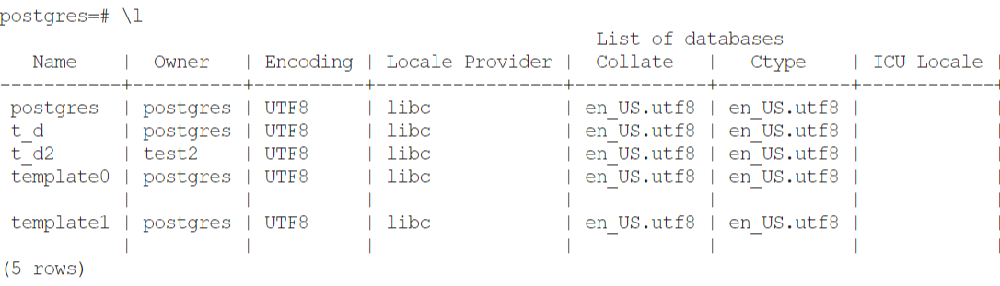 postgres=# \l
                                                      List of databases
   Name    |  Owner   | Encoding | Locale Provider |  Collate   |   Ctype    | ICU Locale |
-----------+----------+----------+-----------------+------------+------------+------------+
 postgres  | postgres | UTF8     | libc            | en_US.utf8 | en_US.utf8 |            |
 t_d       | postgres | UTF8     | libc            | en_US.utf8 | en_US.utf8 |            |
 t_d2      | test2    | UTF8     | libc            | en_US.utf8 | en_US.utf8 |            |
 template0 | postgres | UTF8     | libc            | en_US.utf8 | en_US.utf8 |            |
           |          |          |                 |            |            |            |
 template1 | postgres | UTF8     | libc            | en_US.utf8 | en_US.utf8 |            |
           |          |          |                 |            |            |            |
(5 rows)